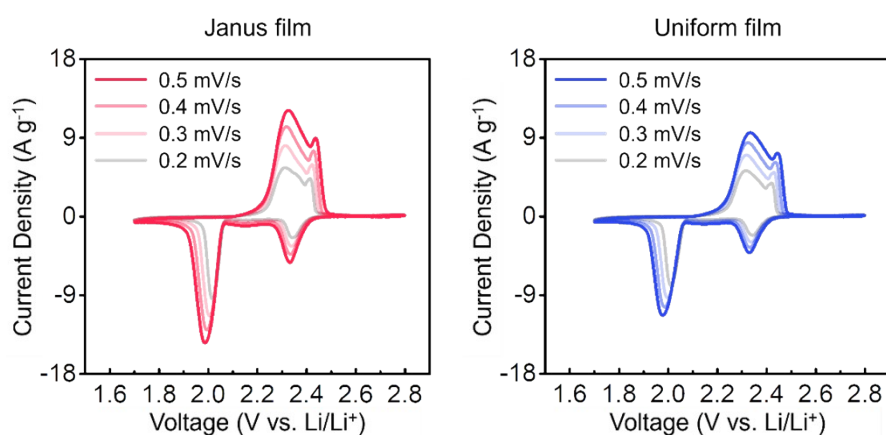 Janus film
18
9
0
-9
-18
Current Density (A g⁻¹)
0.5 mV/s
0.4 mV/s
0.3 mV/s
0.2 mV/s
1.6 1.8 2.0 2.2 2.4 2.6 2.8
Voltage (V vs. Li/Li⁺)
Uniform film
18
9
0
-9
-18
Current Density (A g⁻¹)
0.5 mV/s
0.4 mV/s
0.3 mV/s
0.2 mV/s
1.6 1.8 2.0 2.2 2.4 2.6 2.8
Voltage (V vs. Li/Li⁺)